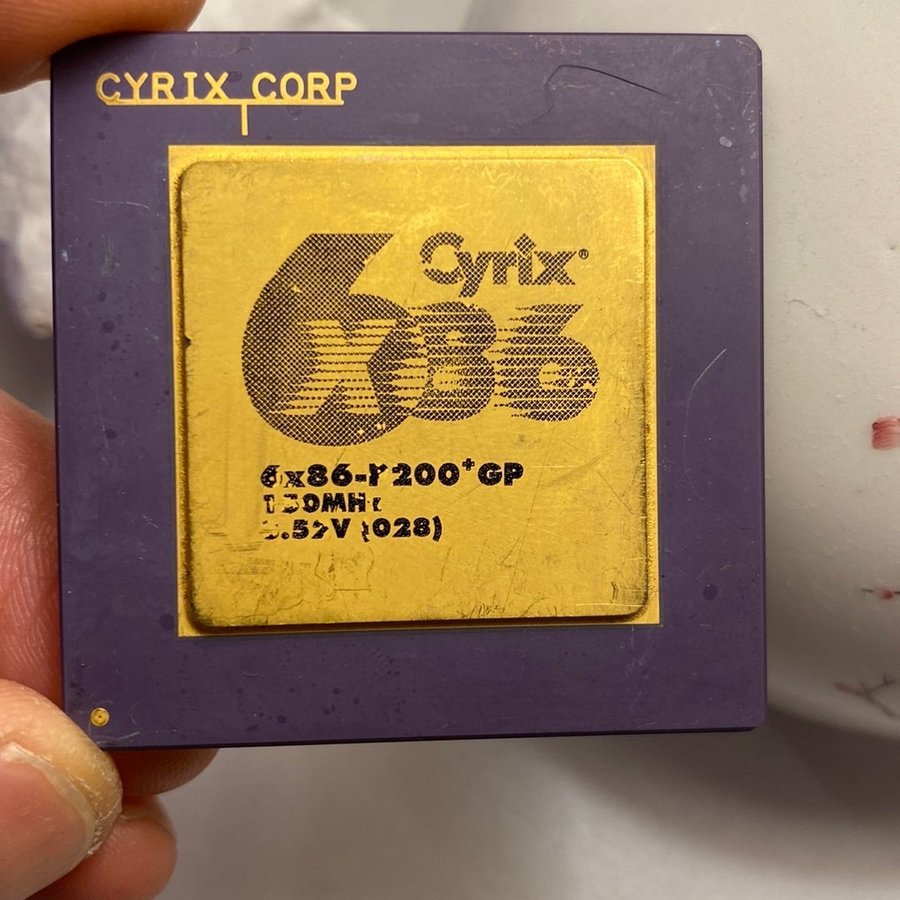 CYRIX CORP
Cyrix®
6x86
6x86-P200+GP
(028)